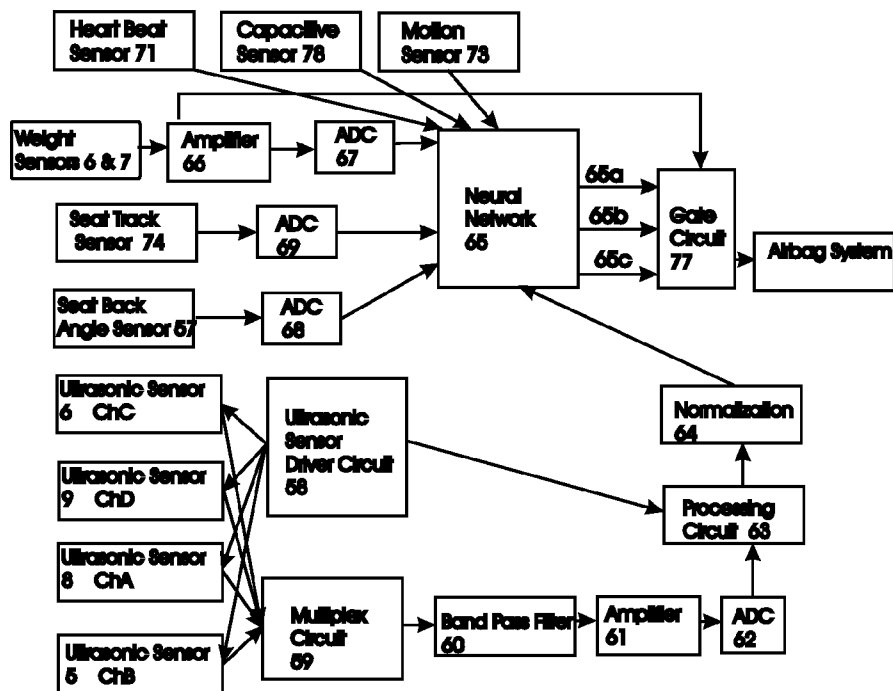 Heart Beat
Sensor 71
Capacitive
Sensor 78
Motion
Sensor 73
Weight
Sensors 6 & 7
Amplifier
66
ADC
67
Neural
Network
65
65a
65b
65c
Gate
Circuit
77
Airbag System
Seat Track
Sensor 74
ADC
69
Seat Back
Angle Sensor 57
ADC
68
Ultrasonic Sensor
6 ChC
Ultrasonic Sensor
9 ChD
Ultrasonic Sensor
8 ChA
Ultrasonic Sensor
5 ChB
Ultrasonic
Sensor
Driver Circuit
58
Normalization
64
Processing
Circuit 63
Multiplex
Circuit
59
Band Pass Filter
60
Amplifier
61
ADC
62